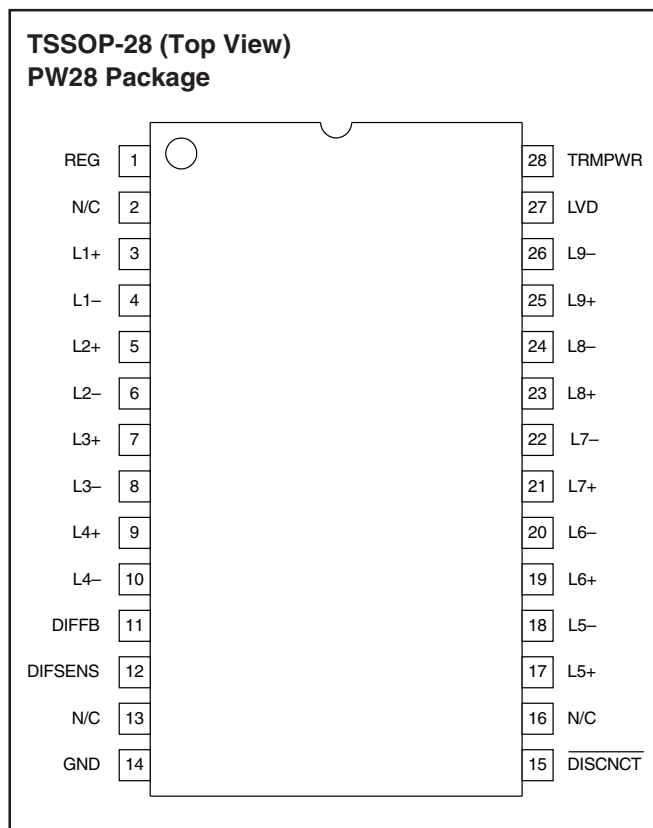 TSSOP-28 (Top View)
PW28 Package
REG 1 28 TRMPWR
N/C 2 27 LVD
L1+ 3 26 L9–
L1– 4 25 L9+
L2+ 5 24 L8–
L2– 6 23 L8+
L3+ 7 22 L7–
L3– 8 21 L7+
L4+ 9 20 L6–
L4– 10 19 L6+
DIFFB 11 18 L5–
DIFSENS 12 17 L5+
N/C 13 16 N/C
GND 14 15 DISCNCT